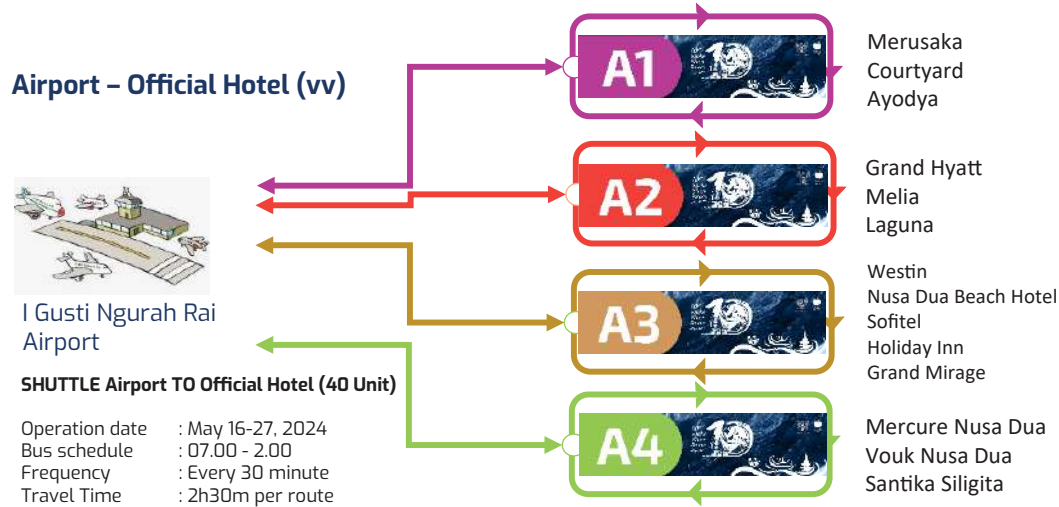 Airport – Official Hotel (vv)
I Gusti Ngurah Rai
Airport
SHUTTLE Airport TO Official Hotel (40 Unit)
Operation date : May 16-27, 2024
Bus schedule : 07.00 - 2.00
Frequency : Every 30 minute
Travel Time : 2h30m per route
A1
Merusaka
Courtyard
Ayodya
A2
Grand Hyatt
Melia
Laguna
A3
Westin
Nusa Dua Beach Hotel
Sofitel
Holiday Inn
Grand Mirage
A4
Mercure Nusa Dua
Vouk Nusa Dua
Santika Siligita